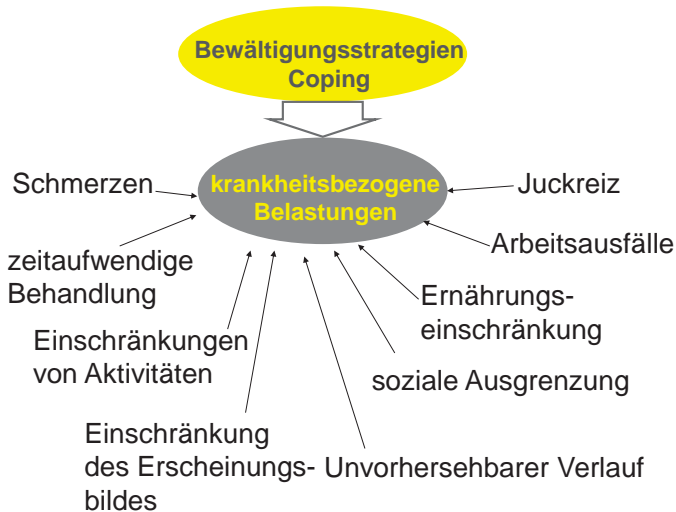 Bewältigungsstrategien
Coping
krankheitsbezogene
Belastungen
Schmerzen
Juckreiz
zeitaufwendige
Behandlung
Arbeitsausfälle
Einschränkungen
von Aktivitäten
Ernährungs-
einschränkung
soziale Ausgrenzung
Einschränkung
des Erscheinungs-
bildes
Unvorhersehbarer Verlauf